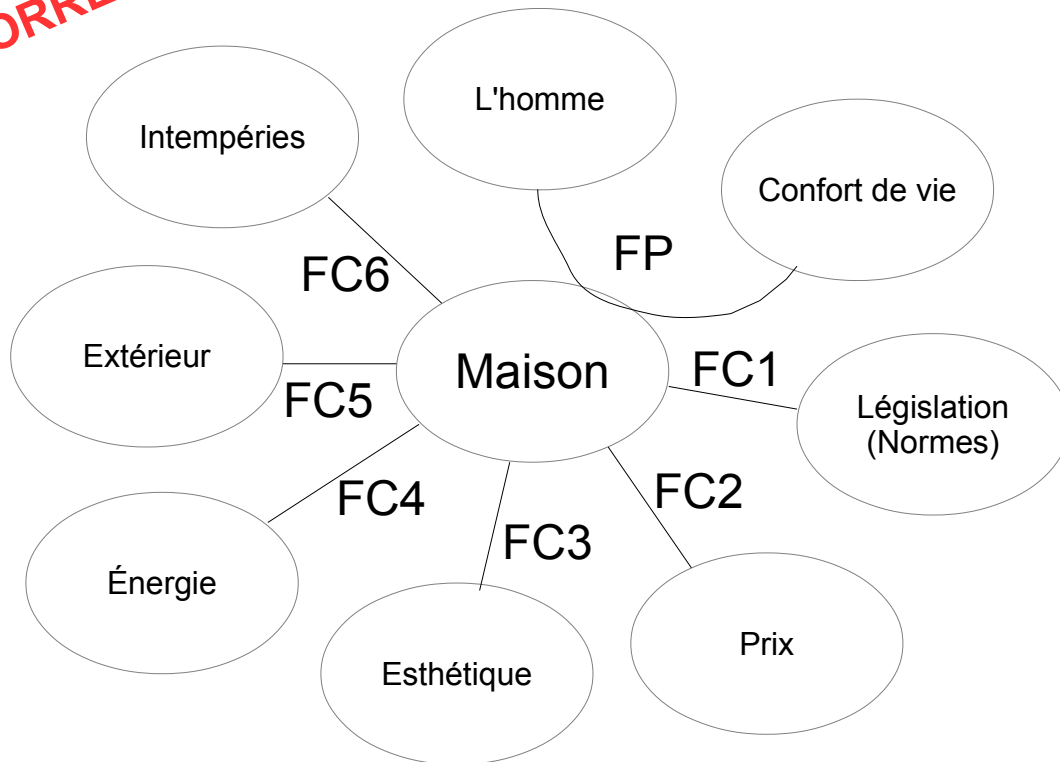 L'homme
Intempéries
Confort de vie
FP
FC6
Extérieur
Maison
FC1
FC5
Législation
(Normes)
FC4
FC2
FC3
Énergie
Prix
Esthétique